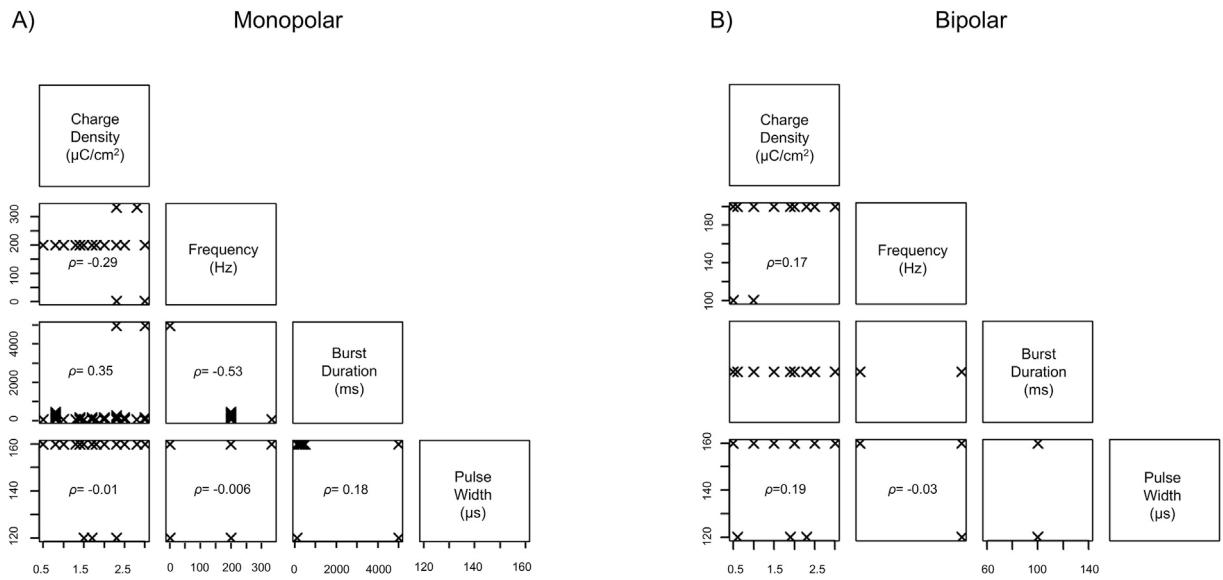 A) Monopolar
Charge
Density
(µC/cm²)
0 100 200 300
ρ= -0.29
Frequency
(Hz)
0 2000 4000
ρ= 0.35
ρ= -0.53
Burst
Duration
(ms)
120 140 160
ρ= -0.01
ρ= -0.006
ρ= 0.18
Pulse
Width
(µs)
0.5 1.5 2.5
0 100 200 300
0 2000 4000
120 140 160
B) Bipolar
Charge
Density
(µC/cm²)
100 140 180
ρ=0.17
Frequency
(Hz)
Burst
Duration
(ms)
120 140 160
ρ=0.19
ρ= -0.03
Pulse
Width
(µs)
0.5 1.5 2.5
60 100 140